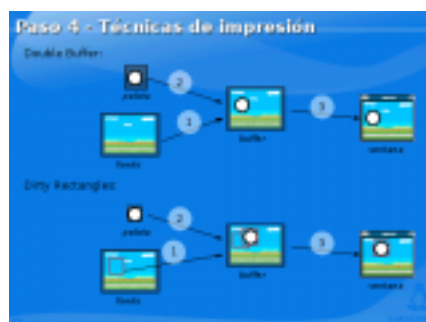 Paso 4 - Técnicas de impresión
Double Buffer:
pelota
2
1
3
fondo
buffer
ventana
Dirty Rectangles:
pelota
2
1
3
fondo
buffer
ventana